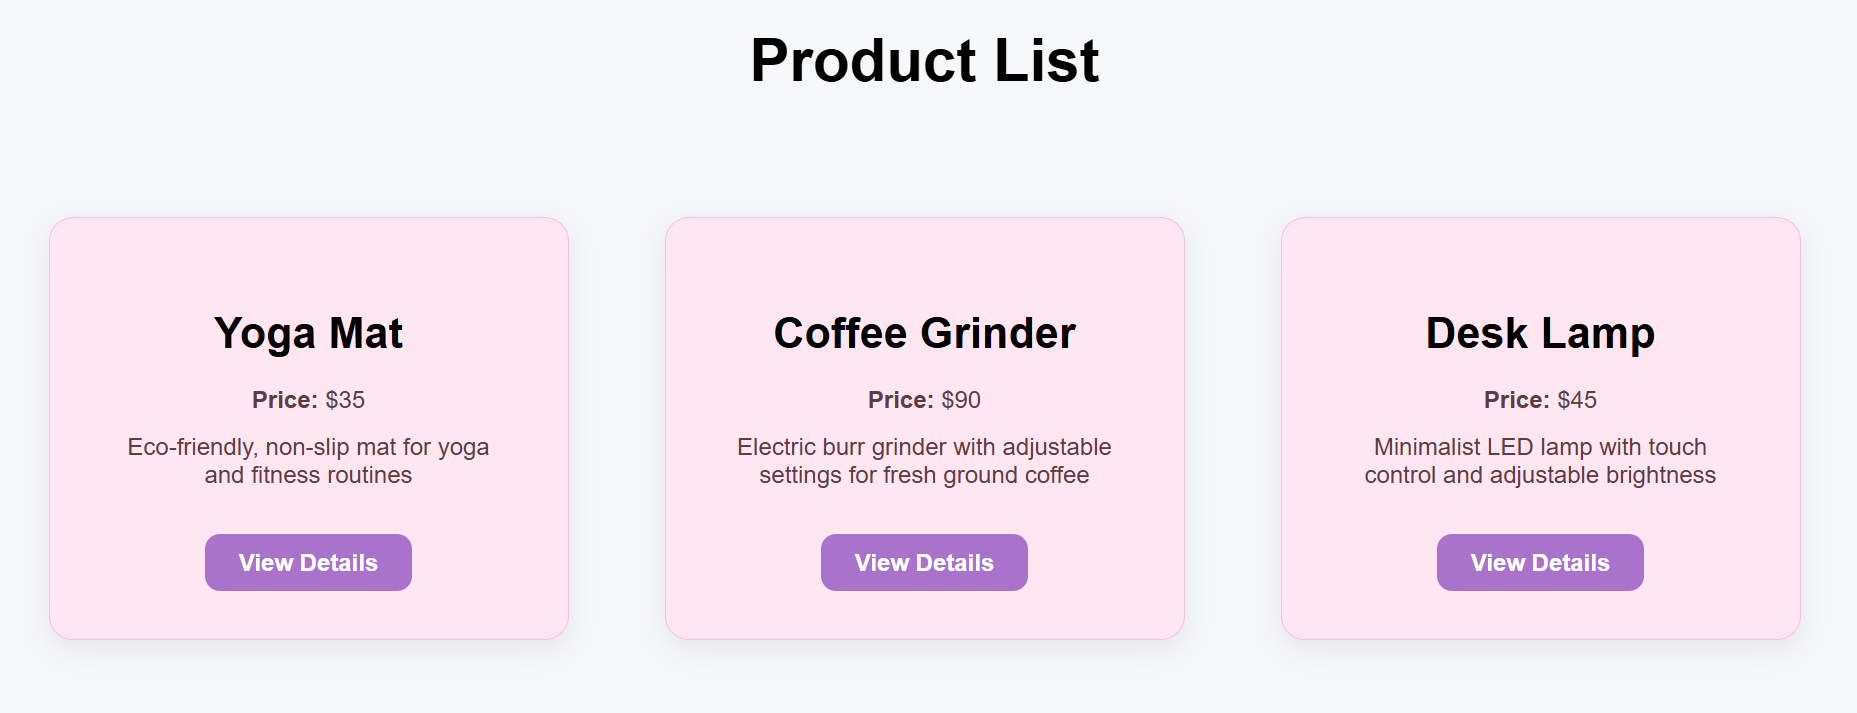 Product List
Yoga Mat
Price: $35
Eco-friendly, non-slip mat for yoga
and fitness routines
View Details
Coffee Grinder
Price: $90
Electric burr grinder with adjustable
settings for fresh ground coffee
View Details
Desk Lamp
Price: $45
Minimalist LED lamp with touch
control and adjustable brightness
View Details